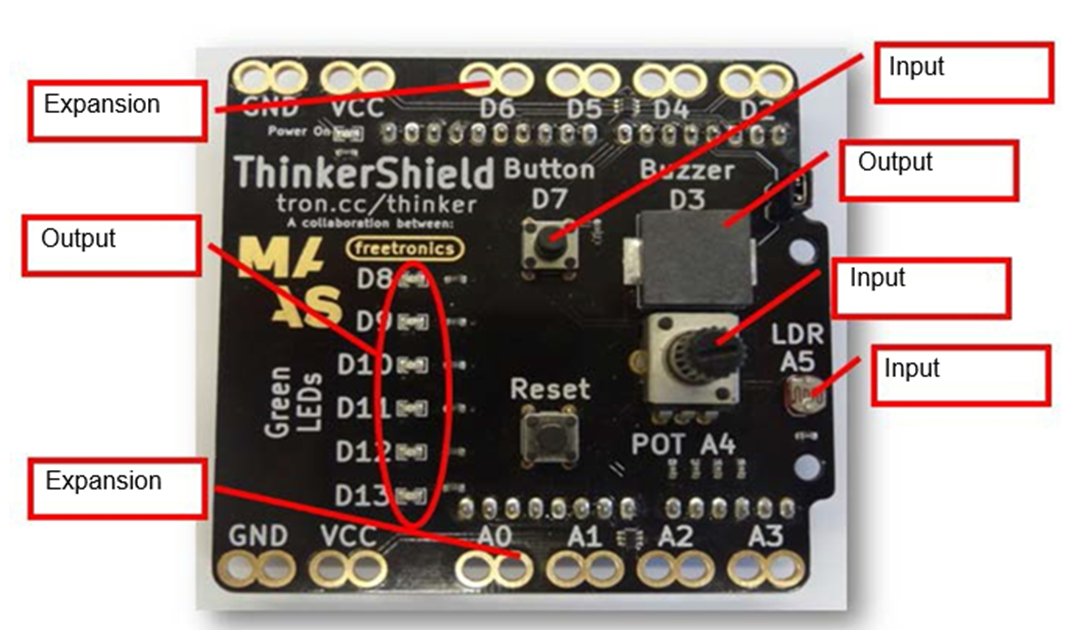 Expansion
Input
GND VCC D6 D5 D4 D2
Power On
ThinkerShield
tron.cc/thinker
A collaboration between:
freetronics
MAAS
Button
D7
Buzzer
D3
Output
Output
D8
D9
D10
D11
D12
D13
Green
LEDs
Input
LDR
A5
Input
Reset
POT A4
Expansion
GND VCC A0 A1 A2 A3